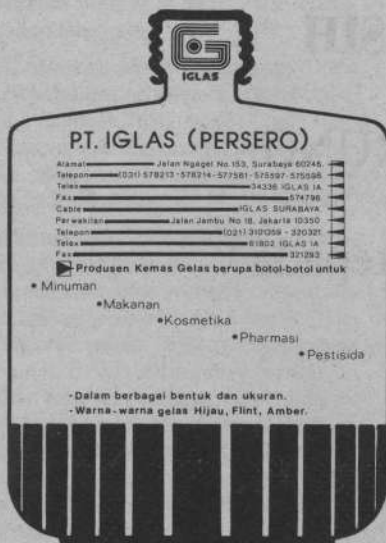 IGLAS
P.T. IGLAS (PERSERO)
Alamat Jalan Ngagel No 153, Surabaya 60246
Telepon (031) 578213 - 578214 - 577561 - 575597 - 575598
Telex 34336 IGLAS IA
Fax 574796
Cable IGLAS SURABAYA
Perwakilan Jalan Jambu No 18, Jakarta 10350
Telepon (021) 3101259 - 320321
Telex 61802 IGLAS IA
Fax 321293
Produsen Kemas Gelas berupa botol-botol untuk
• Minuman
• Makanan
• Kosmetika
• Pharmasi
• Pestisida
- Dalam berbagai bentuk dan ukuran.
- Warna-warna gelas Hijau, Flint, Amber.